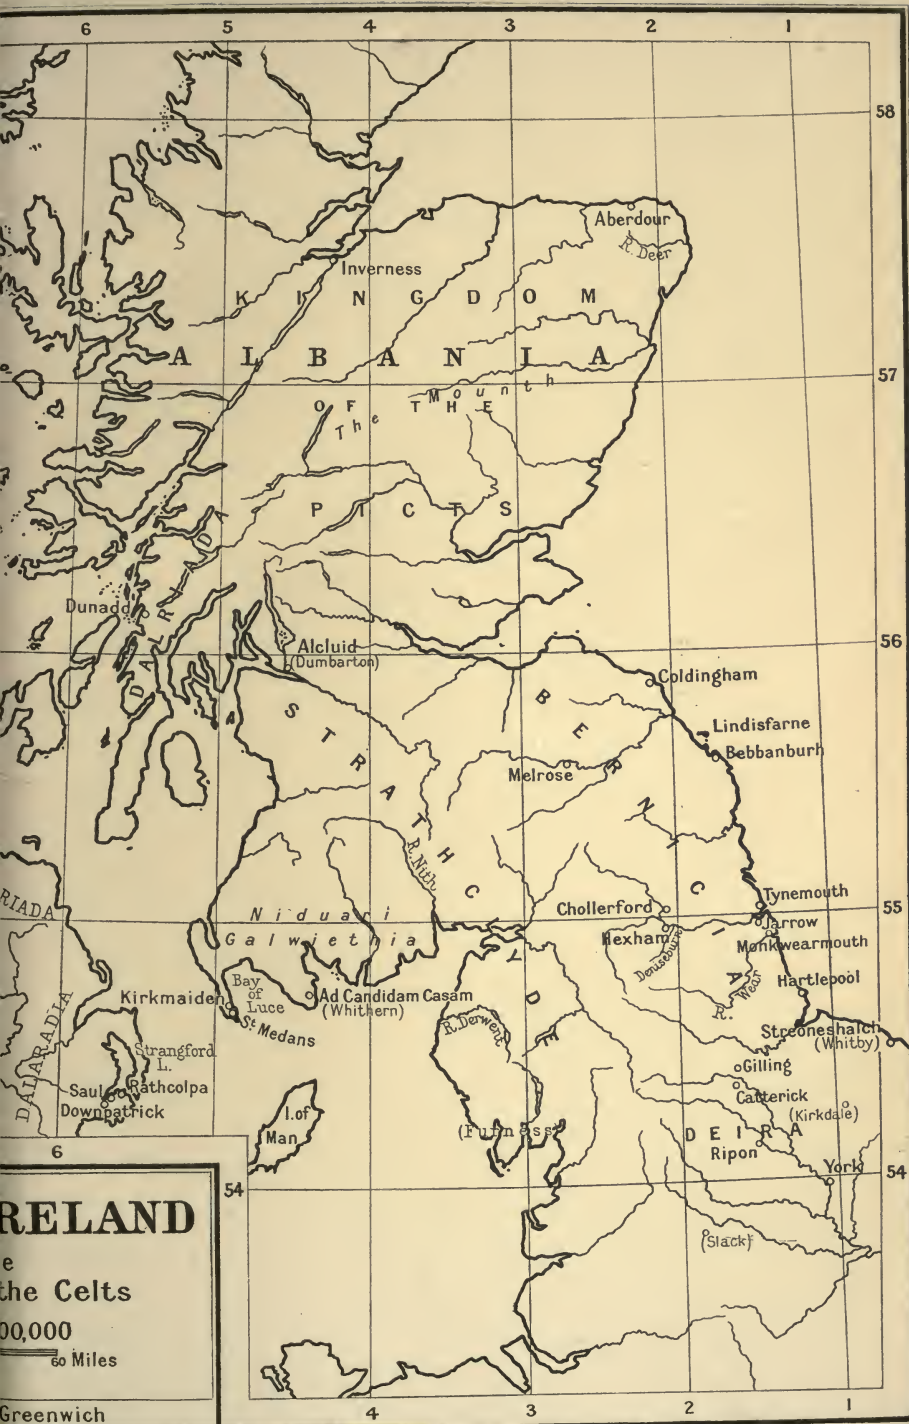 6 5 4 3 2 1
58
Aberdour
R. Deer
Inverness
KINGDOM
ALBANIA
57
The Mounth
OF THE
PICTS
DALRIADA
Dunadd
56
Alcluid
(Dumbarton)
Coldingham
BERNICIA
STRATHCLYDE
Lindisfarne
Bebbanburh
Melrose
R. Nith
RIADA
Tynemouth
55
Chollerford
Jarrow
Niduari
Hexham
Monkwearmouth
Galwiethia
Deniseburn
Hartlepool
R. Wear
Bay
of
Luce
Kirkmaiden
Ad Candidam Casam
(Whithern)
St. Medans
R. Derwent
Streoneshalch
(Whitby)
DALARADIA
Strangford
L.
Gilling
Saul
Rathcolpa
Catterick
Downpatrick
(Kirkdale)
I. of
Man
(Furness)
DEIRA
Ripon
6
York
54
54
RELAND
(Slack)
e
the Celts
00,000
60 Miles
Greenwich
4 3 2 1